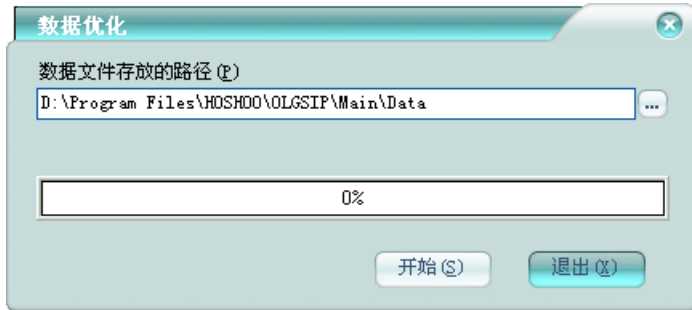 数据优化
数据文件存放的路径(P)
D:\Program Files\HOSHOO\OLGSIP\Main\Data
...
0%
开始(S)
退出(X)